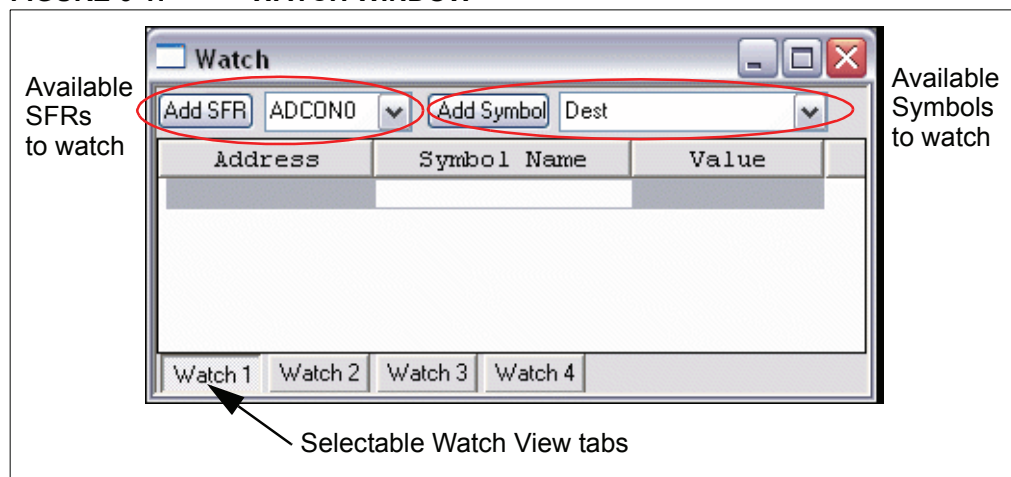 Watch
Available
SFRs
to watch
Add SFR ADCON0 Add Symbol Dest
Available
Symbols
to watch
Address Symbol Name Value
Watch 1 Watch 2 Watch 3 Watch 4
Selectable Watch View tabs